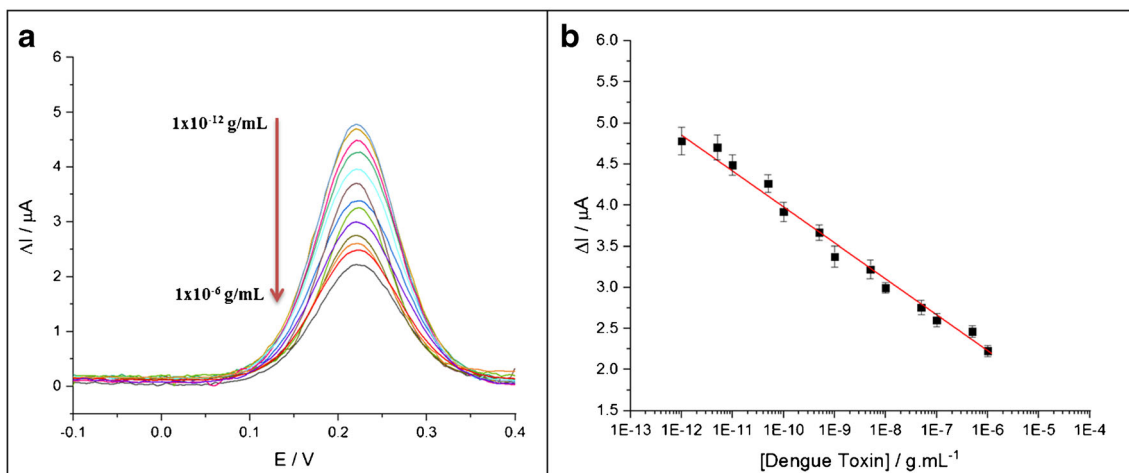 a
6
5
4
3
2
1
0
ΔI / μA
1x10⁻¹² g/mL
1x10⁻⁶ g/mL
-0.1 0.0 0.1 0.2 0.3 0.4
E / V
b
6.0
5.5
5.0
4.5
4.0
3.5
3.0
2.5
2.0
1.5
ΔI / μA
1E-13 1E-12 1E-11 1E-10 1E-9 1E-8 1E-7 1E-6 1E-5 1E-4
[Dengue Toxin] / g.mL⁻¹